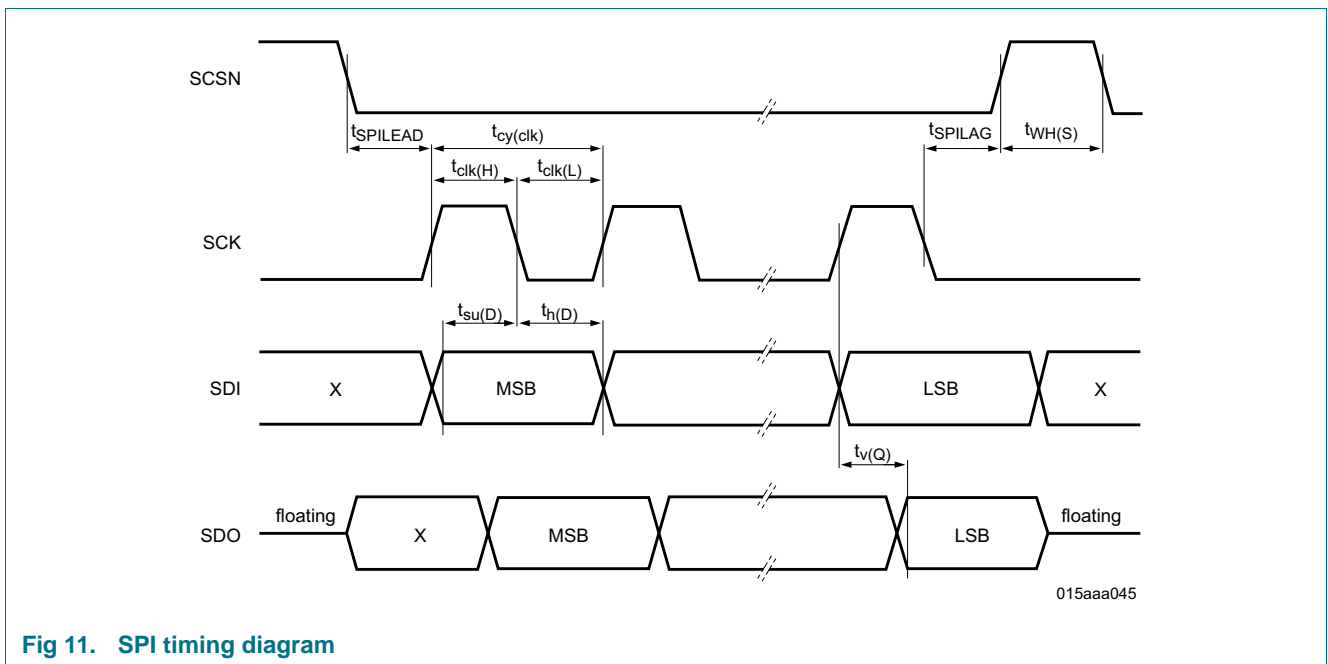 SCSN
tSPILEAD
tcy(clk)
tSPILAG
tWH(S)
tclk(H)
tclk(L)
SCK
tsu(D)
th(D)
SDI
X
MSB
LSB
X
tv(Q)
SDO
floating
X
MSB
LSB
floating
015aaa045
Fig 11. SPI timing diagram